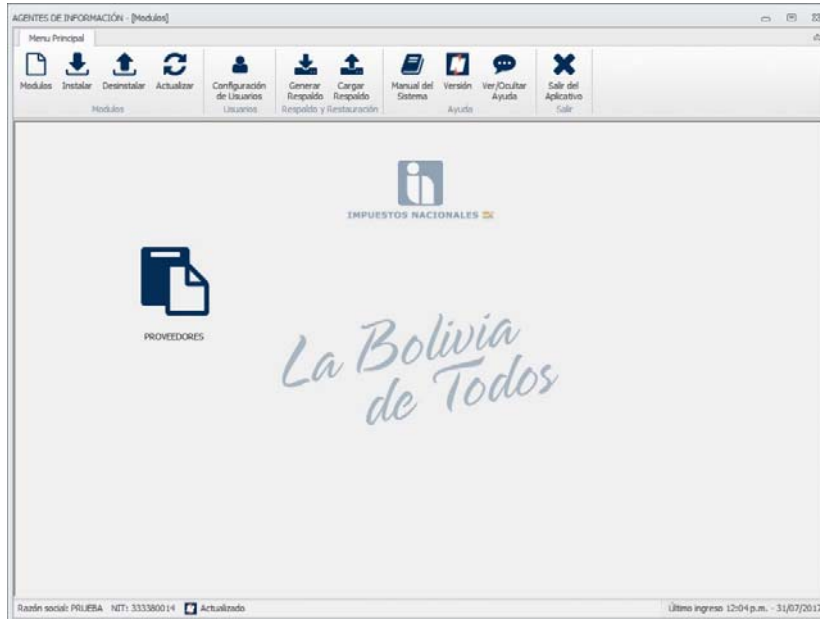 AGENTES DE INFORMACIÓN - [Modulos]
Menu Principal
Modulos Instalar Desinstalar Actualizar Configuración de Usuarios Generar Respaldo Cargar Respaldo Manual del Sistema Versión Ver/Ocultar Ayuda Salir del Aplicativo
Modulos Usuarios Respaldo y Restauración Ayuda Salir
IMPUESTOS NACIONALES
PROVEEDORES
La Bolivia
de Todos
Razón social: PRUEBA NIT: 333380014 Actualizado Último ingreso 12:04 p.m. - 31/07/2017